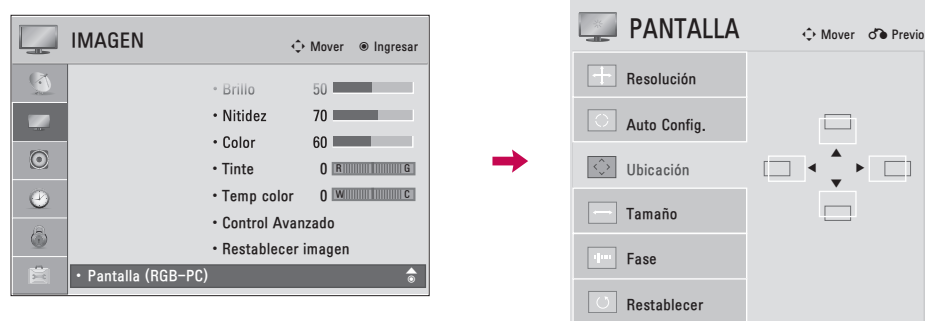 IMAGEN
Mover Ingresar
• Brillo 50
• Nitidez 70
• Color 60
• Tinte 0 R G
• Temp color 0 W C
• Control Avanzado
• Restablecer imagen
• Pantalla (RGB-PC)
PANTALLA
Mover Previo
Resolución
Auto Config.
Ubicación
Tamaño
Fase
Restablecer